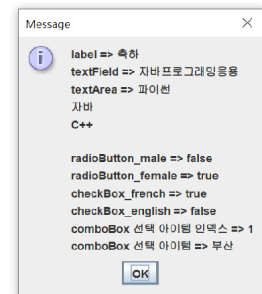 Message
label => 축하
textField => 자바프로그래밍응용
textArea => 파이썬
자바
C++
radioButton_male => false
radioButton_female => true
checkBox_french => true
checkBox_english => false
comboBox 선택 아이템 인덱스 => 1
comboBox 선택 아이템 => 부산
OK